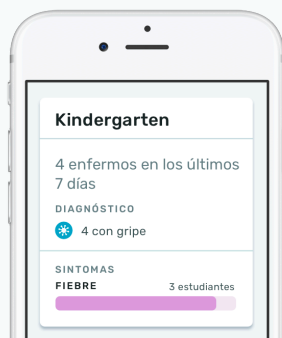 Kindergarten
4 enfermos en los últimos
7 días
DIAGNÓSTICO
4 con gripe
SINTOMAS
FIEBRE 3 estudiantes